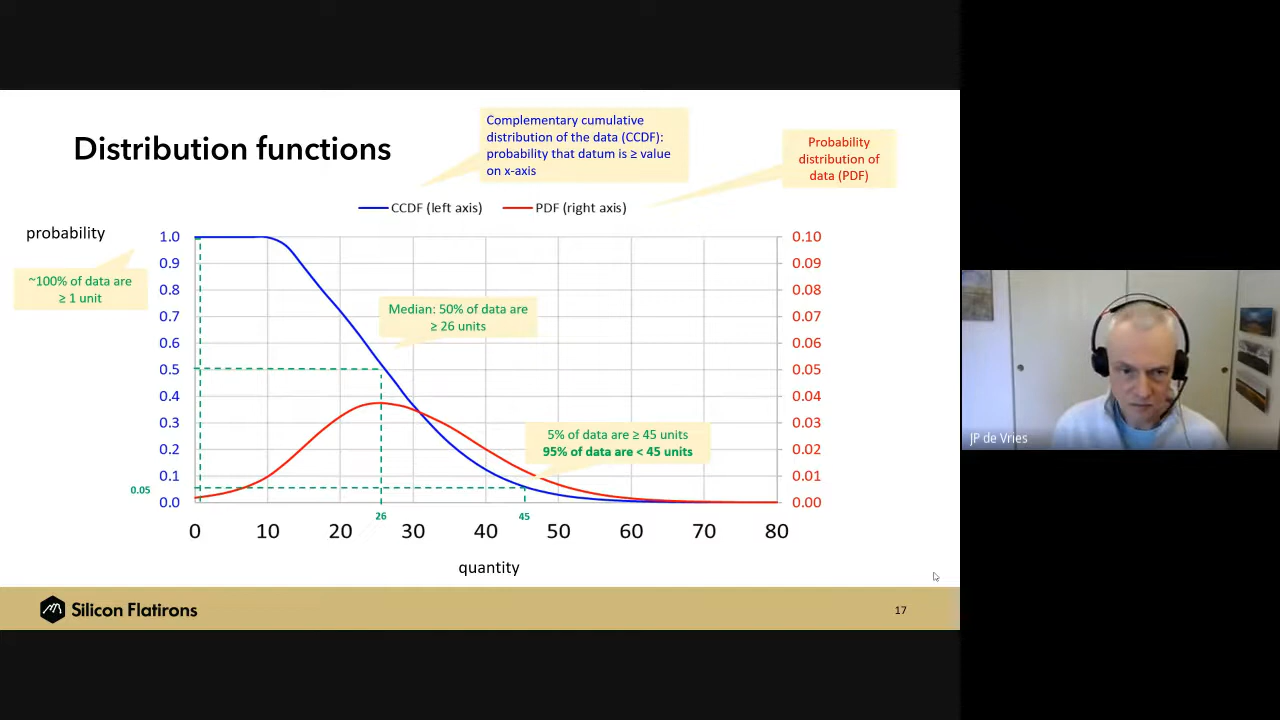 Distribution functions
Complementary cumulative
distribution of the data (CCDF):
probability that datum is ≥ value
on x-axis
Probability
distribution of
data (PDF)
CCDF (left axis)
PDF (right axis)
probability
~100% of data are
≥ 1 unit
1.0
0.9
0.8
0.7
0.6
0.5
0.4
0.3
0.2
0.1
0.05
0.0
Median: 50% of data are
≥ 26 units
5% of data are ≥ 45 units
95% of data are < 45 units
0.10
0.09
0.08
0.07
0.06
0.05
0.04
0.03
0.02
0.01
0.00
26
45
0 10 20 30 40 50 60 70 80
quantity
Silicon Flatirons
17
JP de Vries